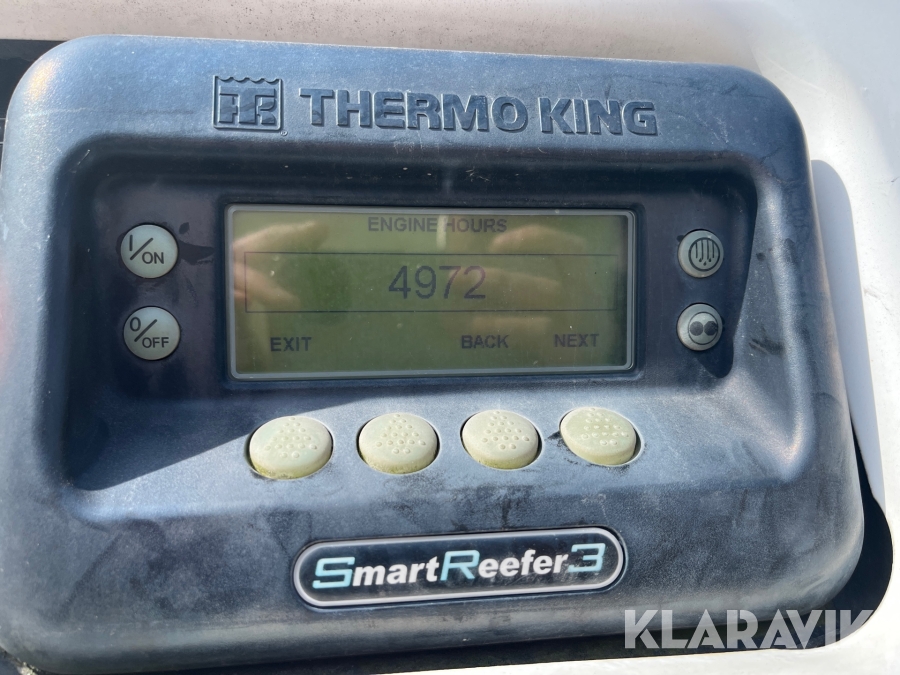 THERMO KING
I/ON
O/OFF
ENGINE HOURS
4972
EXIT BACK NEXT
SmartReefer3
KLARAVIK